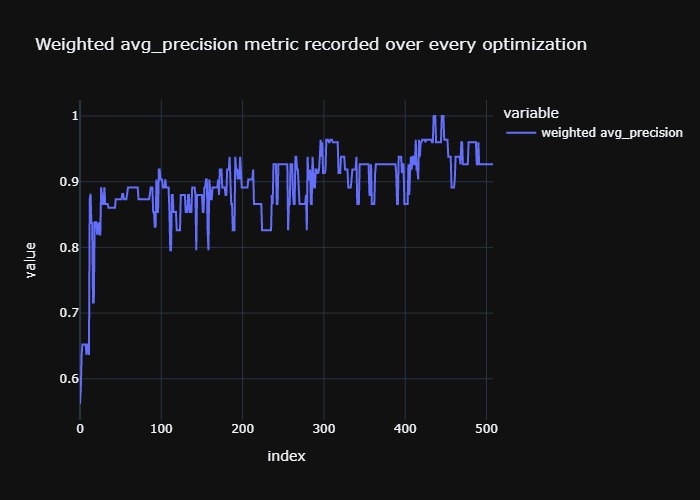 Weighted avg_precision metric recorded over every optimization
variable
weighted avg_precision
1
0.9
0.8
0.7
0.6
value
0 100 200 300 400 500
index